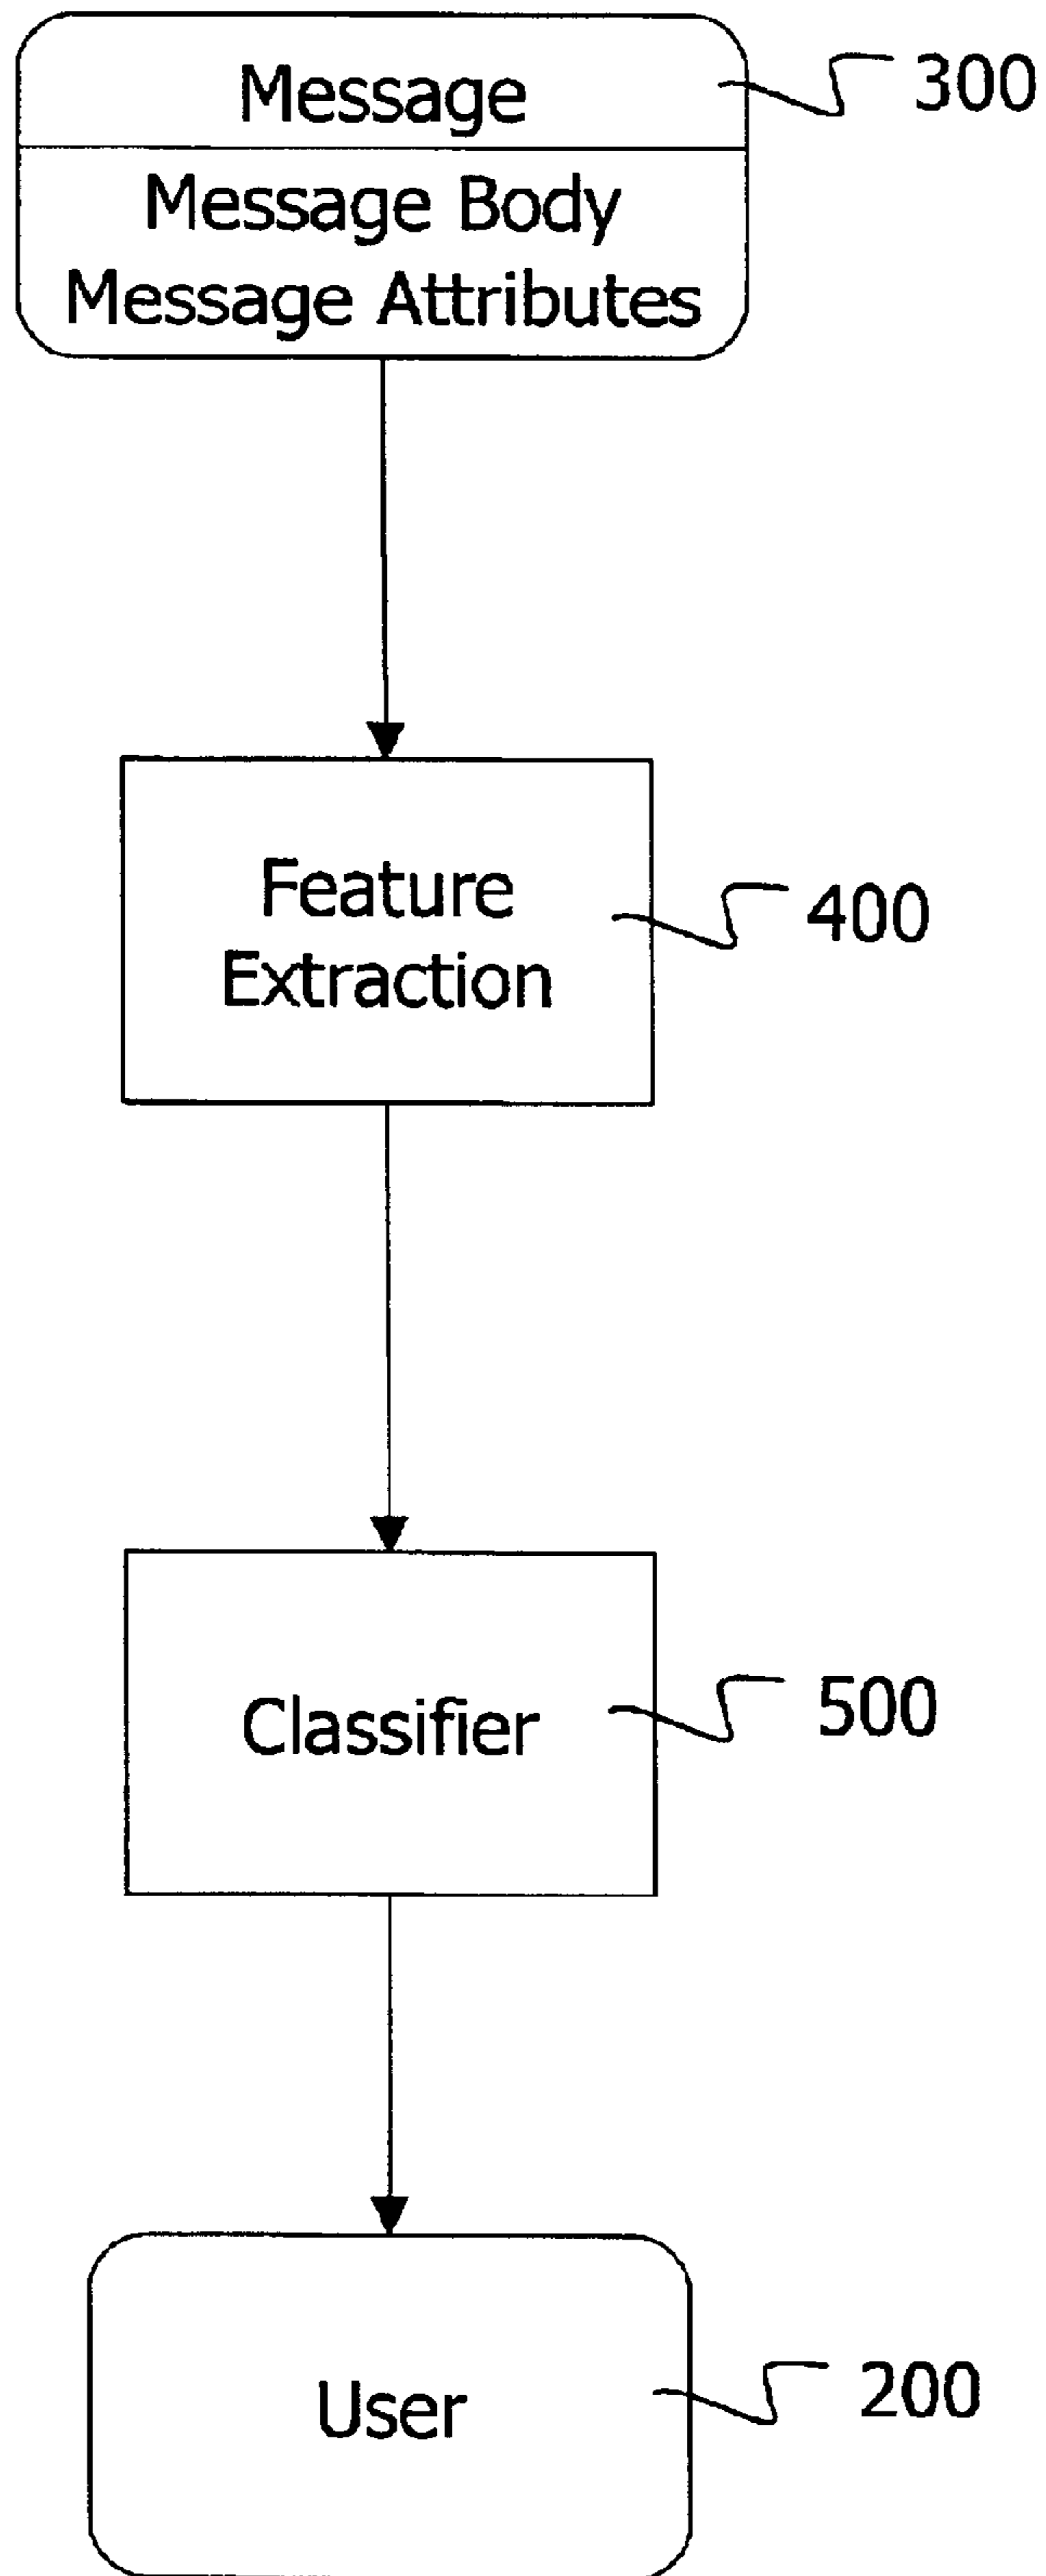 Message
300
Message Body
Message Attributes
Feature
Extraction
400
Classifier
500
User
200